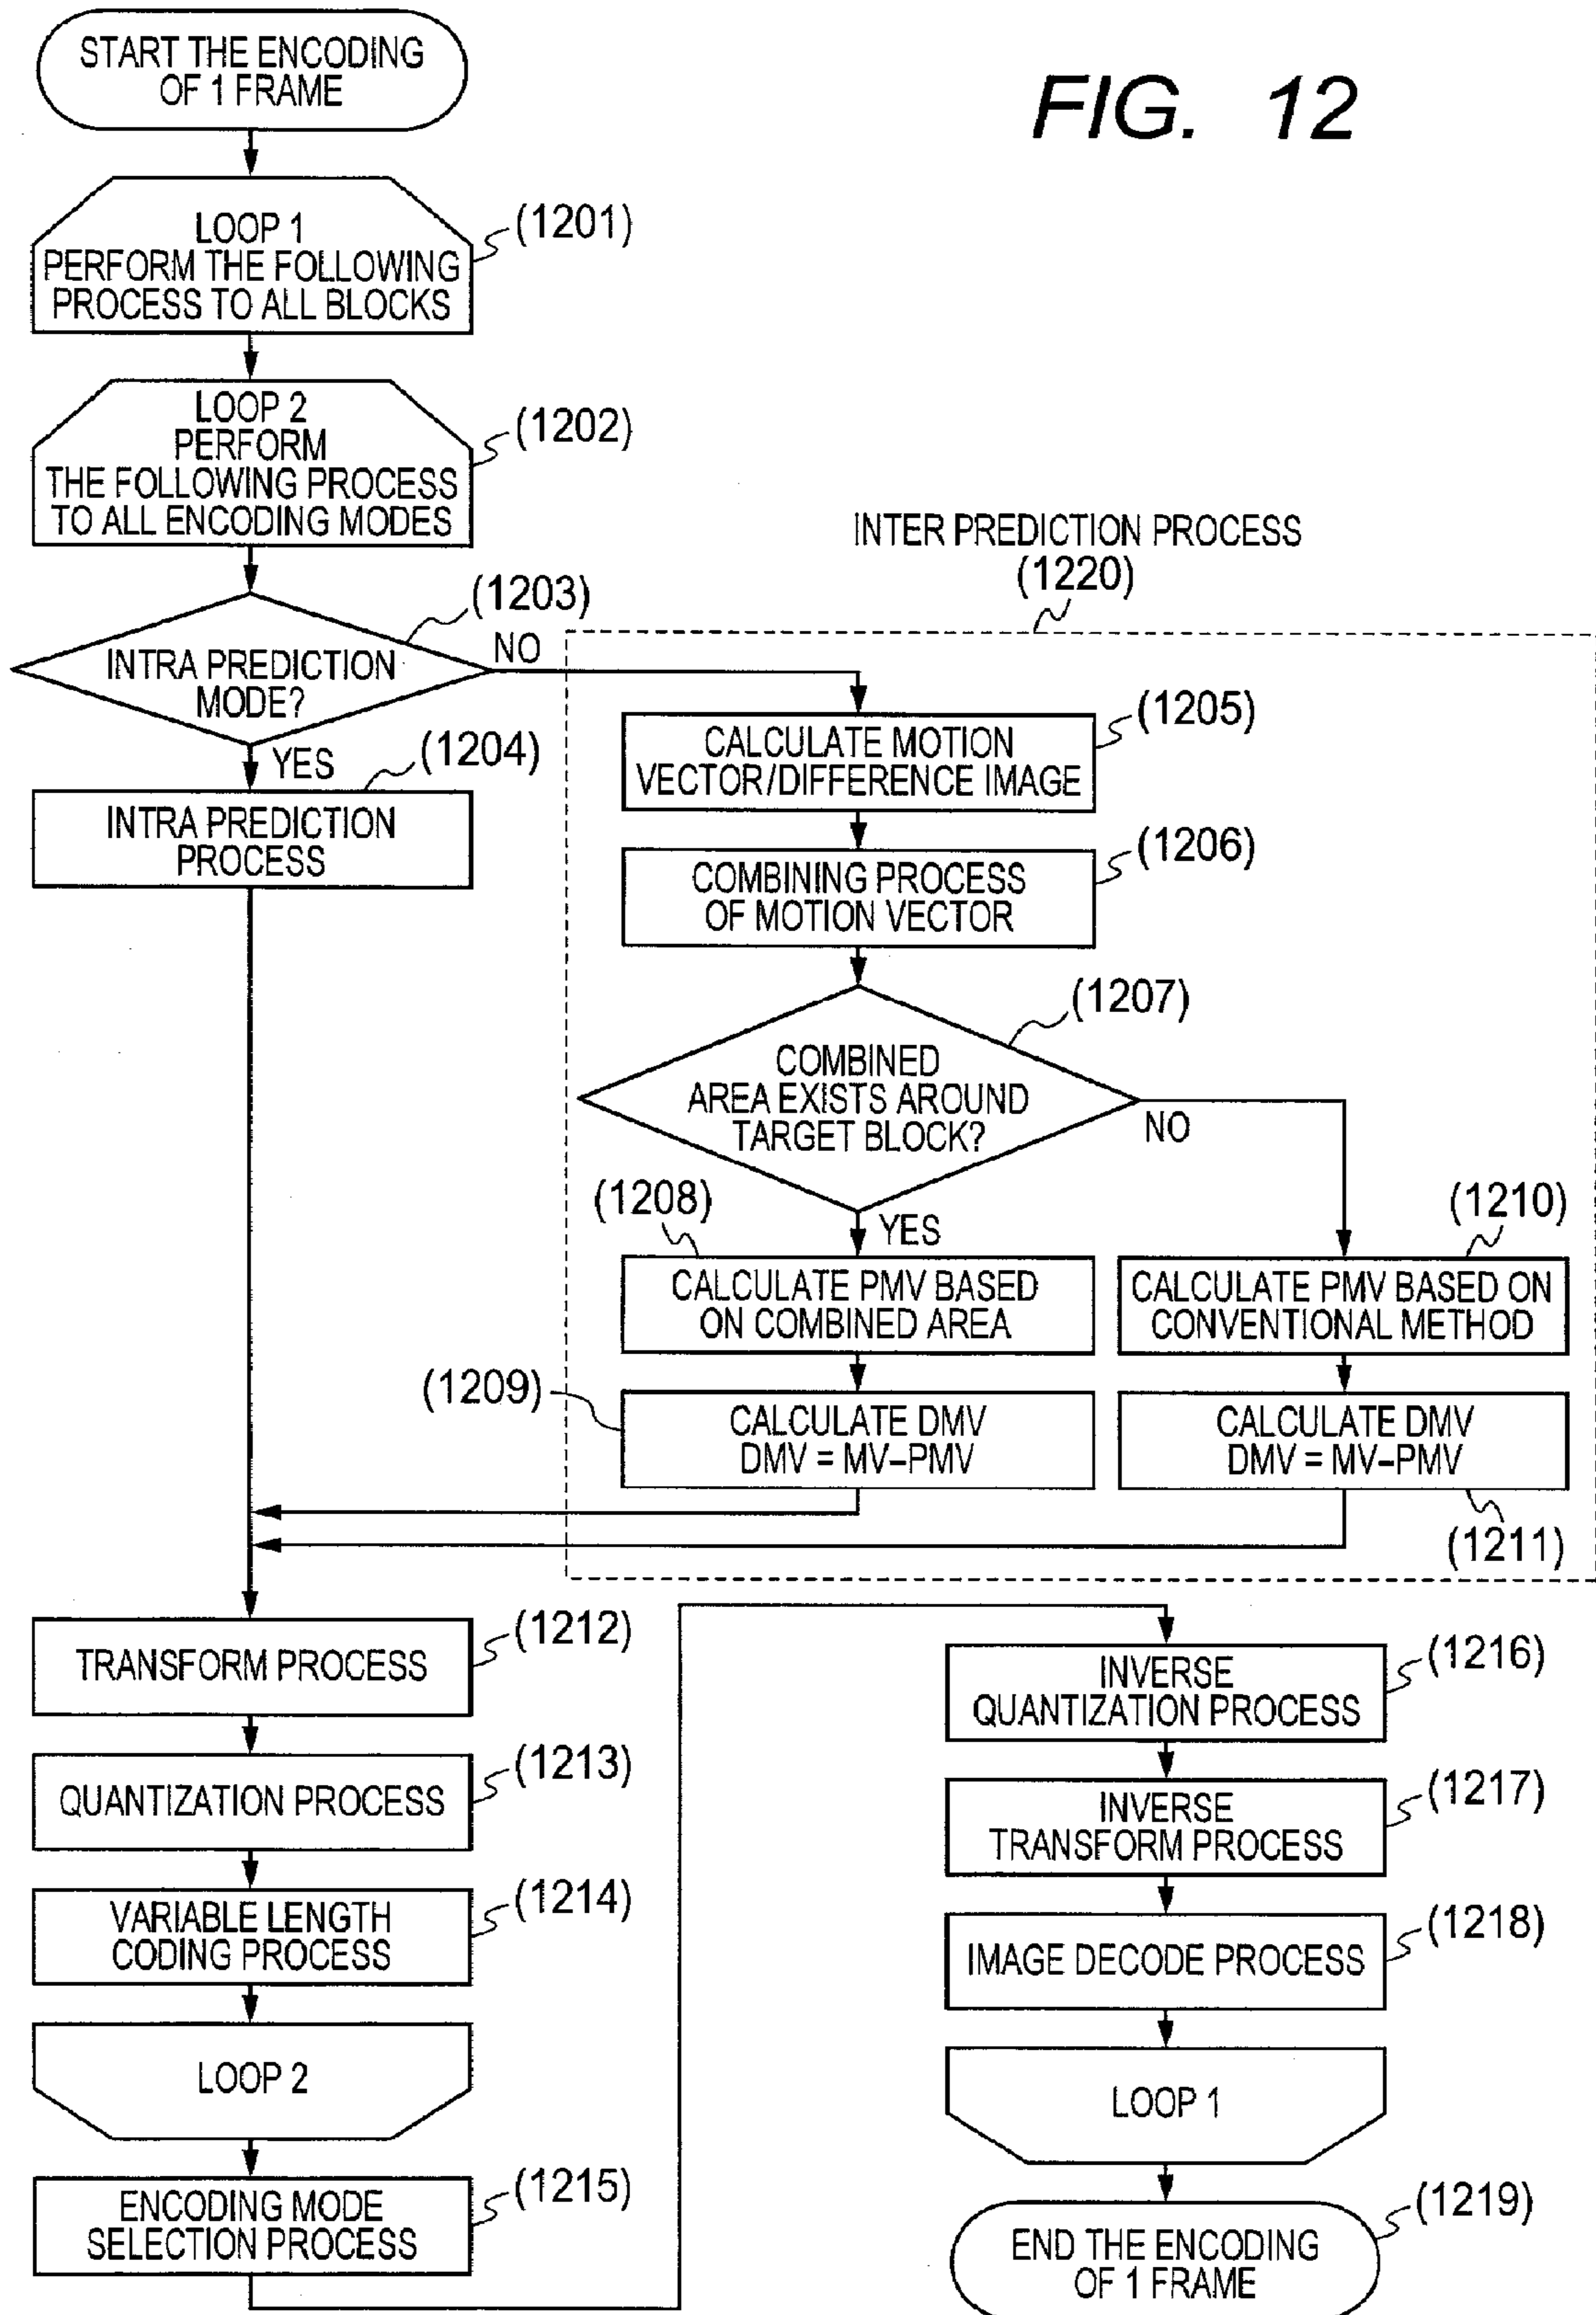 START THE ENCODING
OF 1 FRAME
FIG. 12
LOOP 1
PERFORM THE FOLLOWING
PROCESS TO ALL BLOCKS
(1201)
LOOP 2
PERFORM
THE FOLLOWING PROCESS
TO ALL ENCODING MODES
(1202)
INTER PREDICTION PROCESS
(1220)
(1203)
INTRA PREDICTION
MODE?
NO
YES
(1204)
INTRA PREDICTION
PROCESS
(1205)
CALCULATE MOTION
VECTOR/DIFFERENCE IMAGE
(1206)
COMBINING PROCESS
OF MOTION VECTOR
(1207)
COMBINED
AREA EXISTS AROUND
TARGET BLOCK?
NO
YES
(1208)
CALCULATE PMV BASED
ON COMBINED AREA
(1210)
CALCULATE PMV BASED ON
CONVENTIONAL METHOD
(1209)
CALCULATE DMV
DMV = MV–PMV
CALCULATE DMV
DMV = MV–PMV
(1211)
TRANSFORM PROCESS
(1212)
QUANTIZATION PROCESS
(1213)
VARIABLE LENGTH
CODING PROCESS
(1214)
LOOP 2
ENCODING MODE
SELECTION PROCESS
(1215)
INVERSE
QUANTIZATION PROCESS
(1216)
INVERSE
TRANSFORM PROCESS
(1217)
IMAGE DECODE PROCESS
(1218)
LOOP 1
END THE ENCODING
OF 1 FRAME
(1219)